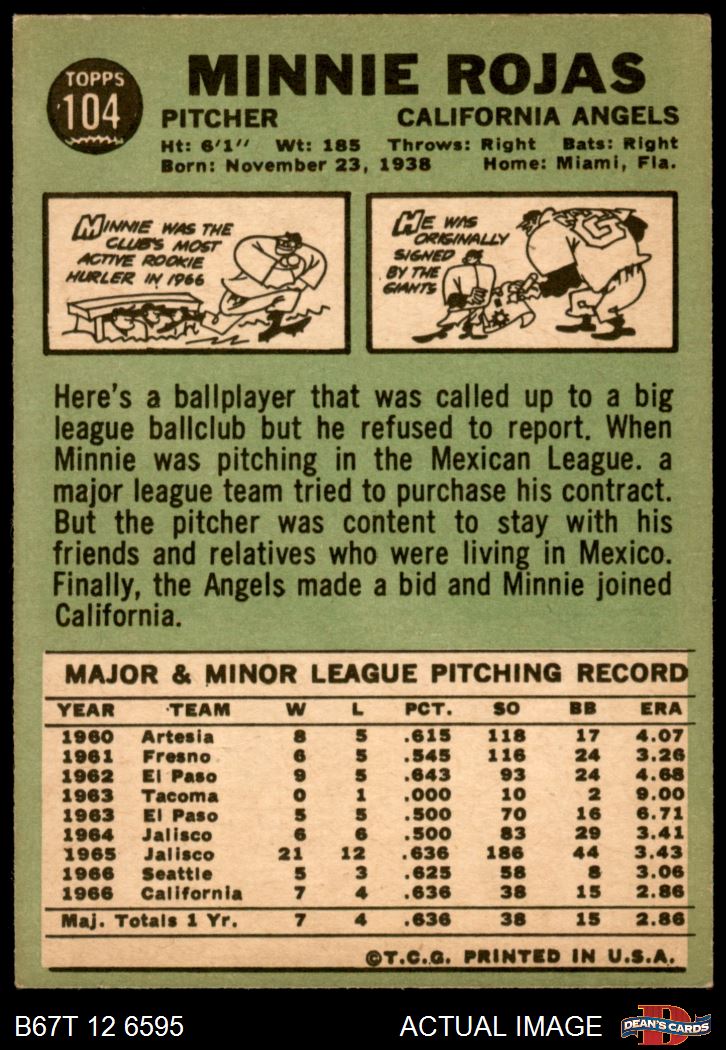 TOPPS
104
MINNIE ROJAS
PITCHER CALIFORNIA ANGELS
Ht: 6'1" Wt: 185 Throws: Right Bats: Right
Born: November 23, 1938 Home: Miami, Fla.
MINNIE WAS THE
CLUB'S MOST
ACTIVE ROOKIE
HURLER IN 1966
HE WAS
ORIGINALLY
SIGNED
BY THE
GIANTS
G
Here's a ballplayer that was called up to a big
league ballclub but he refused to report. When
Minnie was pitching in the Mexican League. a
major league team tried to purchase his contract.
But the pitcher was content to stay with his
friends and relatives who were living in Mexico.
Finally, the Angels made a bid and Minnie joined
California.
MAJOR & MINOR LEAGUE PITCHING RECORD
YEAR TEAM W L PCT. SO BB ERA
1960 Artesia 8 5 .615 118 17 4.07
1961 Fresno 6 5 .545 116 24 3.26
1962 El Paso 9 5 .643 93 24 4.68
1963 Tacoma 0 1 .000 10 2 9.00
1963 El Paso 5 5 .500 70 16 6.71
1964 Jalisco 6 6 .500 83 29 3.41
1965 Jalisco 21 12 .636 186 44 3.43
1966 Seattle 5 3 .625 58 8 3.06
1966 California 7 4 .636 38 15 2.86
Maj. Totals 1 Yr. 7 4 .636 38 15 2.86
©T.C.G. PRINTED IN U.S.A.
B67T 12 6595 ACTUAL IMAGE
D
DEAN'S CARDS